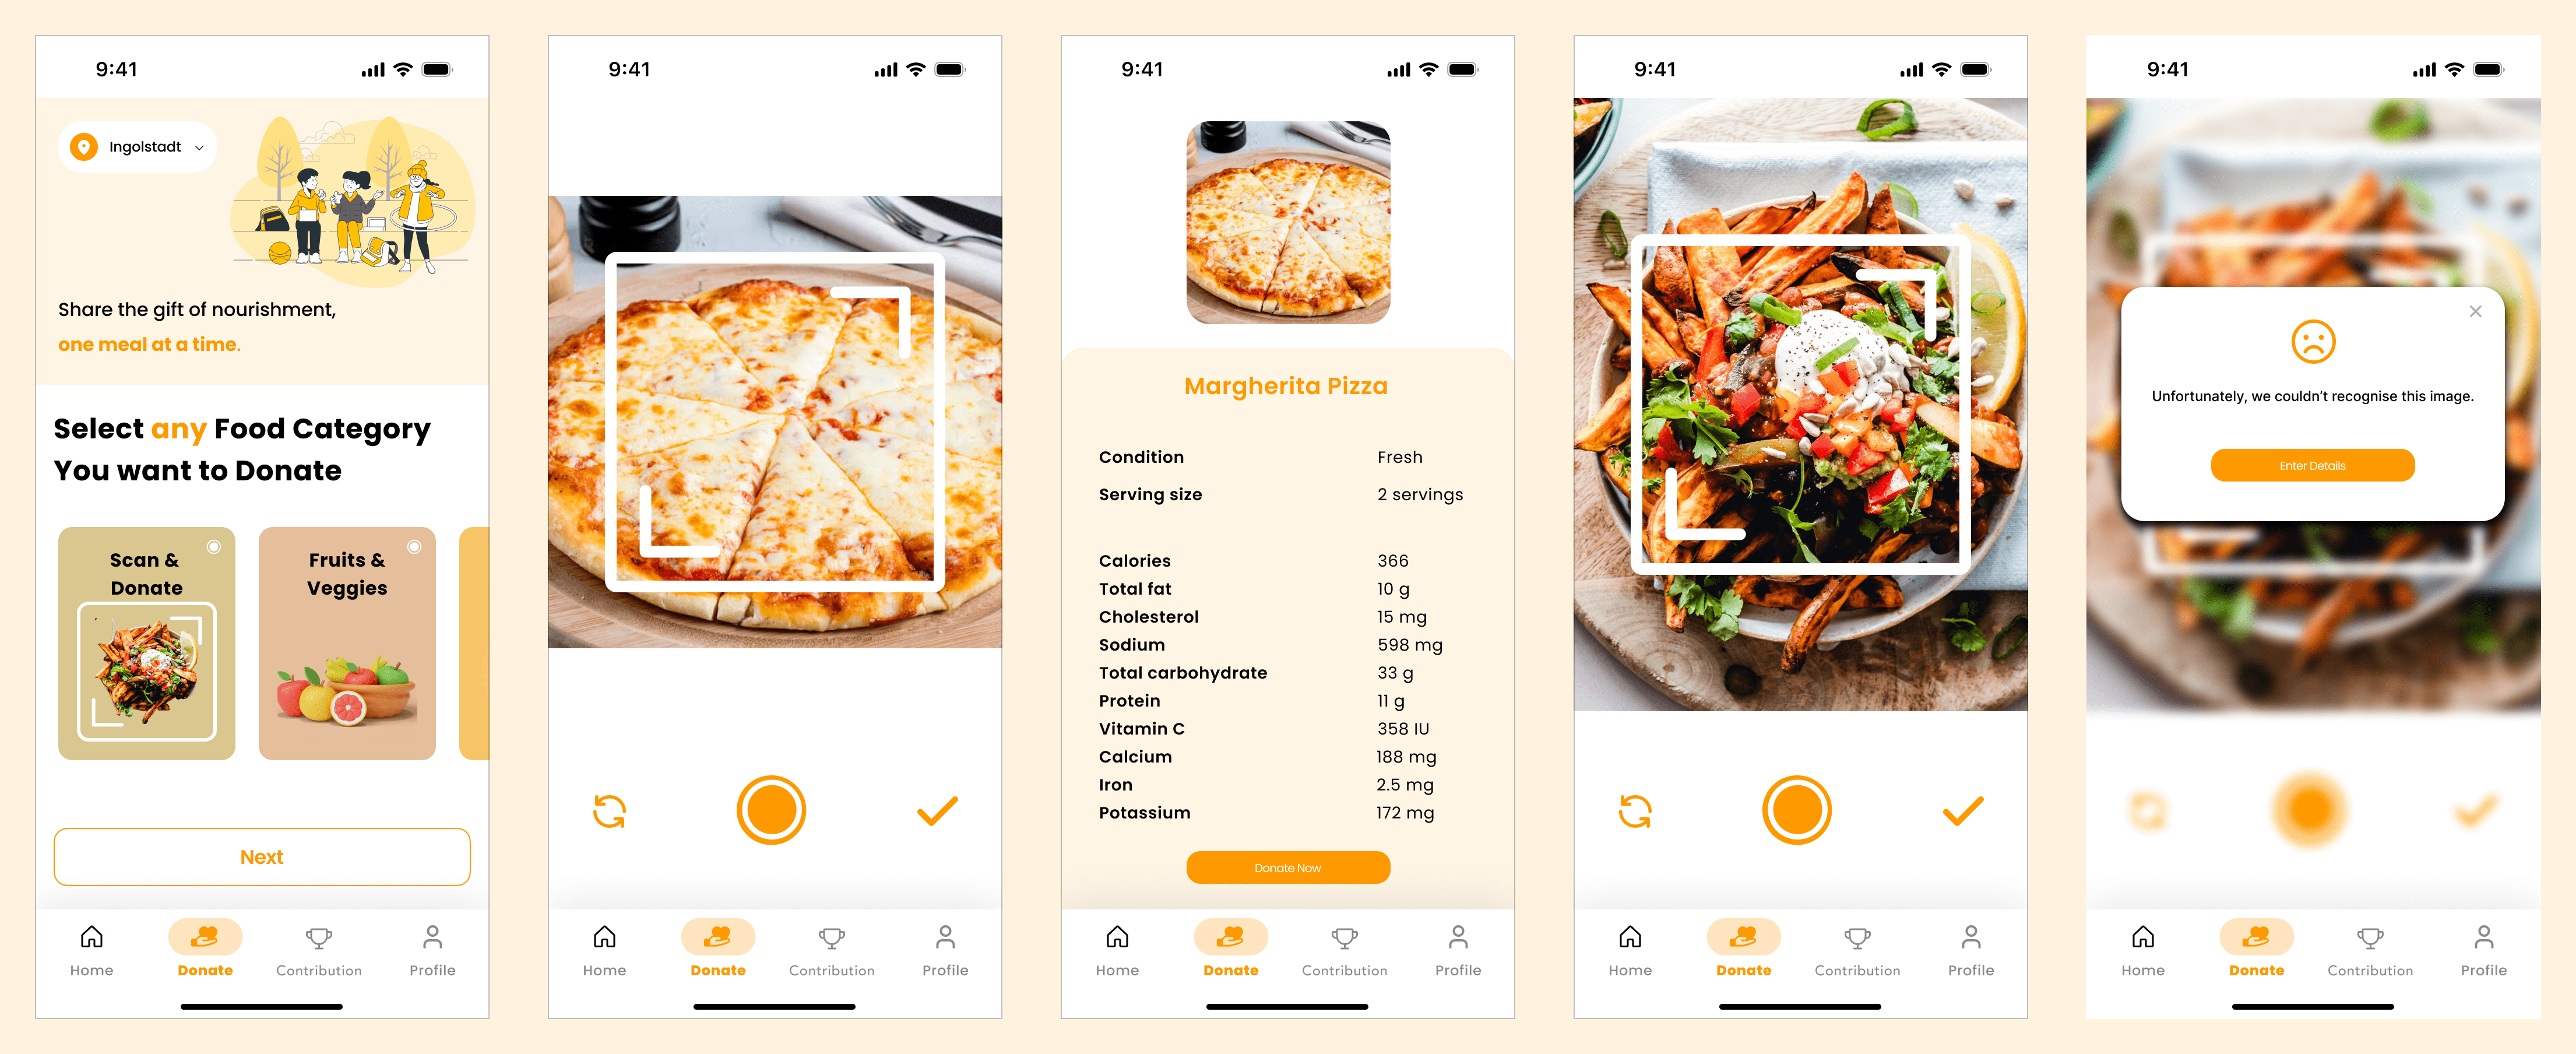 9:41
Ingolstadt
Share the gift of nourishment,
one meal at a time.
Select any Food Category
You want to Donate
Scan &
Donate
Fruits &
Veggies
Next
Home
Donate
Contribution
Profile
9:41
Home
Donate
Contribution
Profile
9:41
Margherita Pizza
Condition Fresh
Serving size 2 servings
Calories 366
Total fat 10 g
Cholesterol 15 mg
Sodium 598 mg
Total carbohydrate 33 g
Protein 11 g
Vitamin C 358 IU
Calcium 188 mg
Iron 2.5 mg
Potassium 172 mg
Donate Now
Home
Donate
Contribution
Profile
9:41
Home
Donate
Contribution
Profile
9:41
Unfortunately, we couldn't recognise this image.
Enter Details
Home
Donate
Contribution
Profile